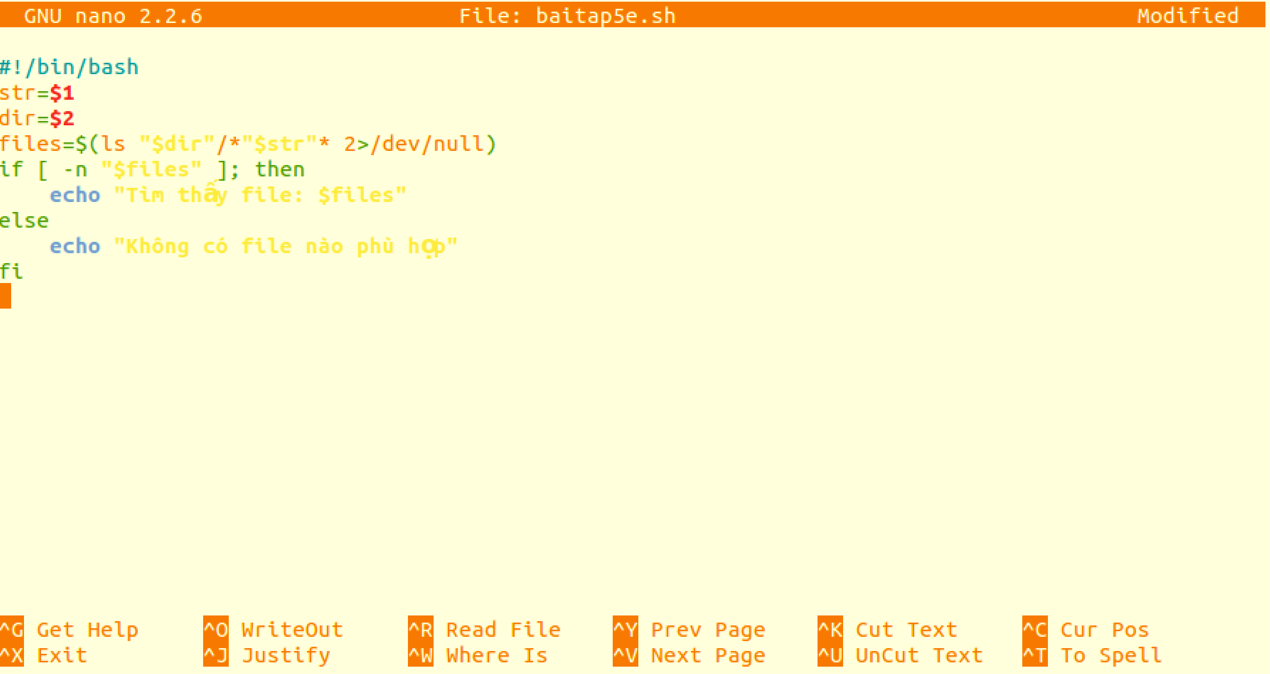 GNU nano 2.2.6 File: baitap5e.sh Modified
#!/bin/bash
str=$1
dir=$2
files=$(ls "$dir"/*"$str"* 2>/dev/null)
if [ -n "$files" ]; then
    echo "Tìm thấy file: $files"
else
    echo "Không có file nào phù hợp"
fi
^G Get Help ^O WriteOut ^R Read File ^Y Prev Page ^K Cut Text ^C Cur Pos
^X Exit ^J Justify ^W Where Is ^V Next Page ^U UnCut Text ^T To Spell